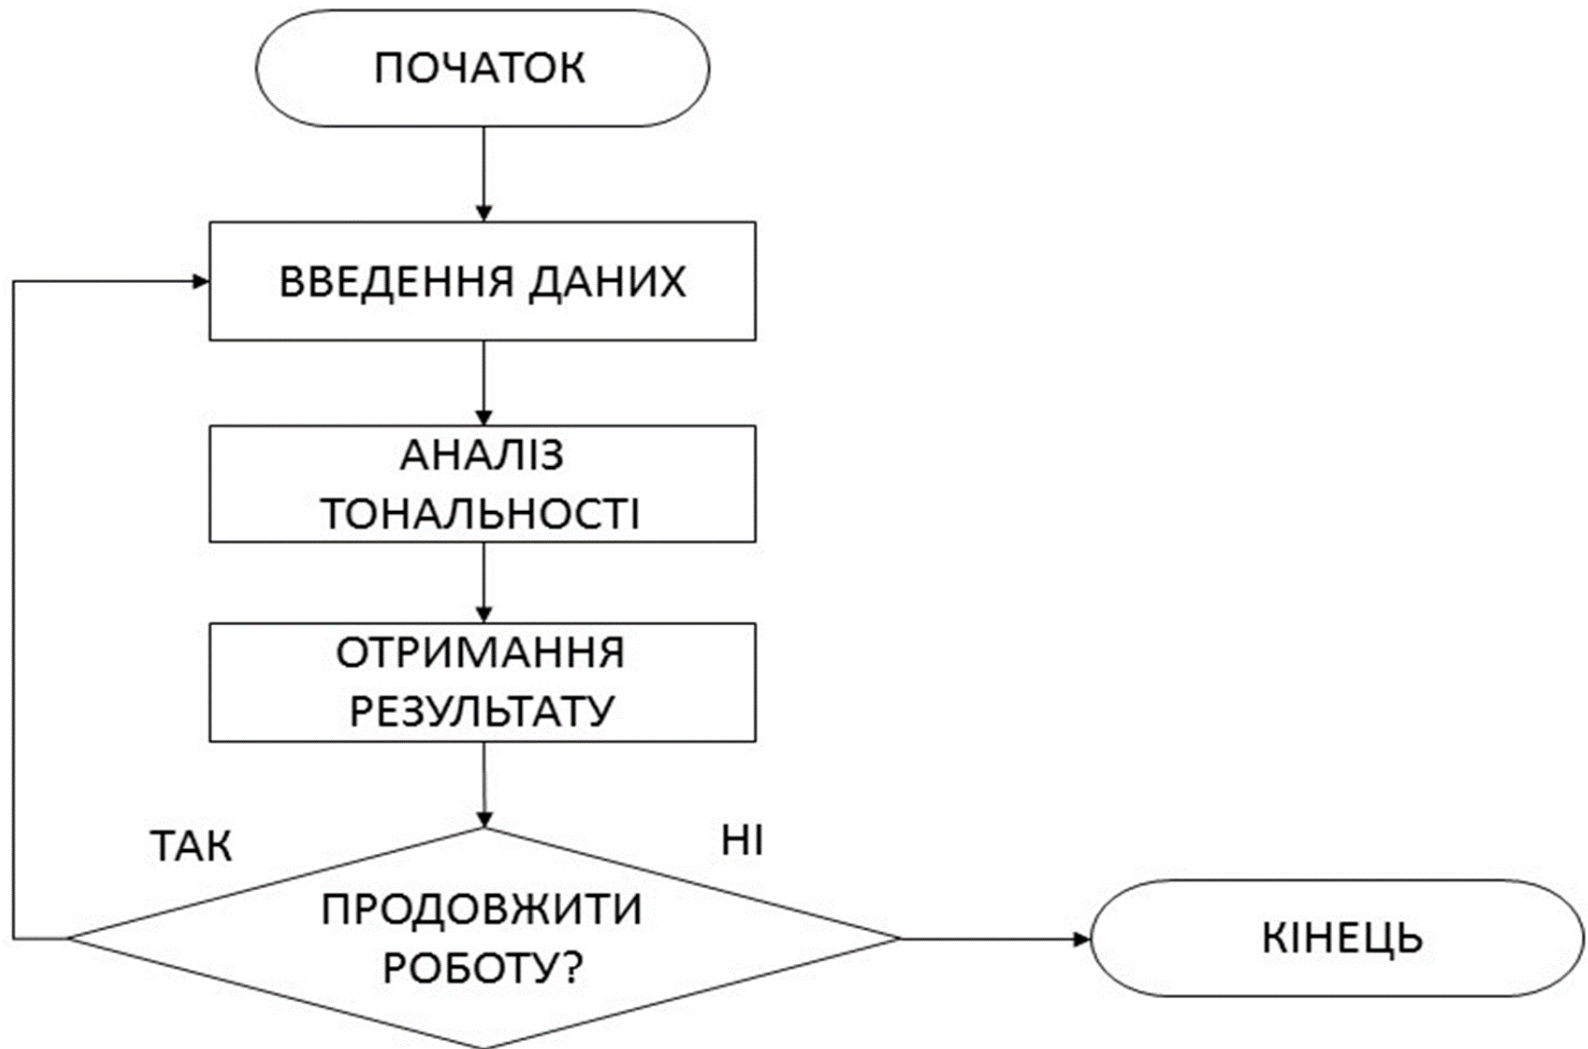 ПОЧАТОК
ВВЕДЕННЯ ДАНИХ
АНАЛІЗ
ТОНАЛЬНОСТІ
ОТРИМАННЯ
РЕЗУЛЬТАТУ
ТАК
НІ
ПРОДОВЖИТИ
РОБОТУ?
КІНЕЦЬ